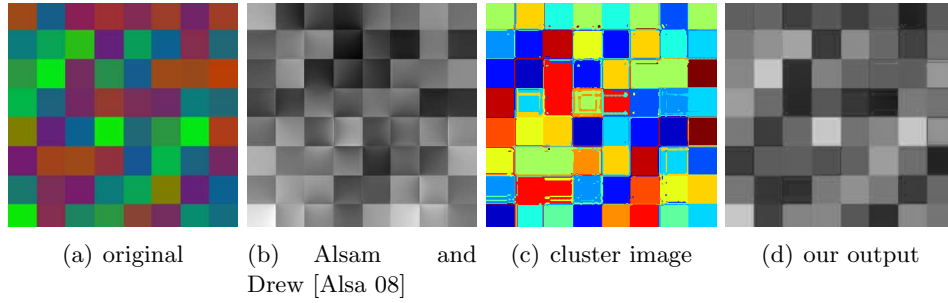 (a) original
(b) Alsam and
Drew [Alsa 08]
(c) cluster image
(d) our output